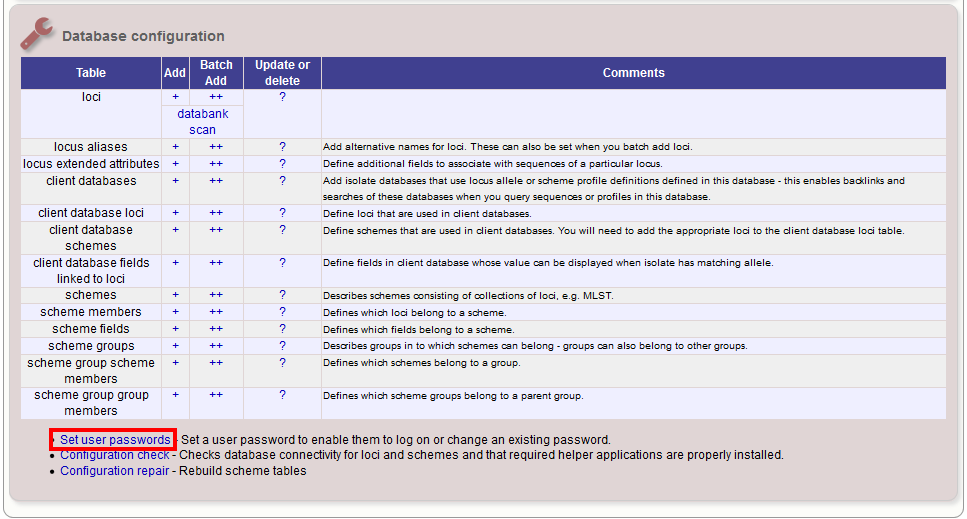 Database configuration
Table Add Batch Add Update or delete Comments
loci + ++ ?
databank scan
locus aliases + ++ ? Add alternative names for loci. These can also be set when you batch add loci.
locus extended attributes + ++ ? Define additional fields to associate with sequences of a particular locus.
client databases + ++ ? Add isolate databases that use locus allele or scheme profile definitions defined in this database - this enables backlinks and
searches of these databases when you query sequences or profiles in this database.
client database loci + ++ ? Define loci that are used in client databases.
client database + ++ ? Define schemes that are used in client databases. You will need to add the appropriate loci to the client database loci table.
schemes
client database fields + ++ ? Define fields in client database whose value can be displayed when isolate has matching allele.
linked to loci
schemes + ++ ? Describes schemes consisting of collections of loci, e.g. MLST.
scheme members + ++ ? Defines which loci belong to a scheme.
scheme fields + ++ ? Defines which fields belong to a scheme.
scheme groups + ++ ? Describes groups in to which schemes can belong - groups can also belong to other groups.
scheme group scheme + ++ ? Defines which schemes belong to a group.
members
scheme group group + ++ ? Defines which scheme groups belong to a parent group.
members
• Set user passwords - Set a user password to enable them to log on or change an existing password.
• Configuration check - Checks database connectivity for loci and schemes and that required helper applications are properly installed.
• Configuration repair - Rebuild scheme tables